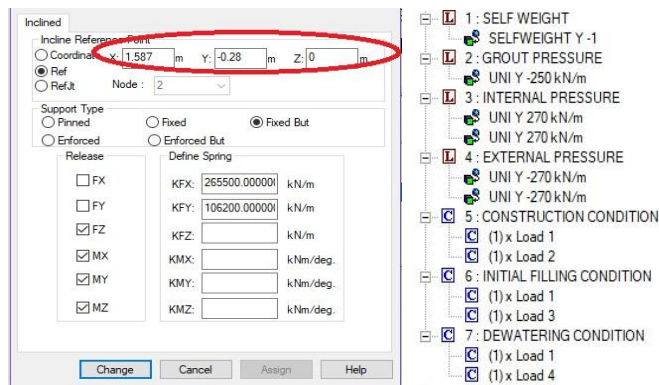 Inclined
Incline Reference Point
Coordinat X: 1.587 m Y: -0.28 m Z: 0 m
Ref
RefJt Node : 2
Support Type
Pinned Fixed Fixed But
Enforced Enforced But
Release Define Spring
FX KFX: 265500.00000 kN/m
FY KFY: 106200.00000 kN/m
FZ KFZ: kN/m
MX KMX: kNm/deg.
MY KMY: kNm/deg.
MZ KMZ: kNm/deg.
Change Cancel Assign Help
L 1 : SELF WEIGHT
SELFWEIGHT Y -1
L 2 : GROUT PRESSURE
UNI Y -250 kN/m
L 3 : INTERNAL PRESSURE
UNI Y 270 kN/m
UNI Y 270 kN/m
L 4 : EXTERNAL PRESSURE
UNI Y -270 kN/m
UNI Y -270 kN/m
C 5 : CONSTRUCTION CONDITION
C (1) x Load 1
C (1) x Load 2
C 6 : INITIAL FILLING CONDITION
C (1) x Load 1
C (1) x Load 3
C 7 : DEWATERING CONDITION
C (1) x Load 1
C (1) x Load 4